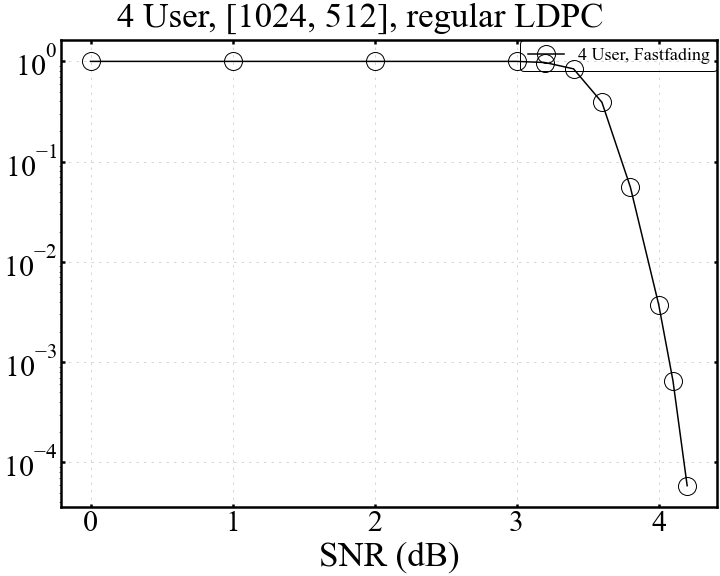 4 User, [1024, 512], regular LDPC
4 User, Fastfading
10^0
10^−1
10^−2
10^−3
10^−4
0 1 2 3 4
SNR (dB)